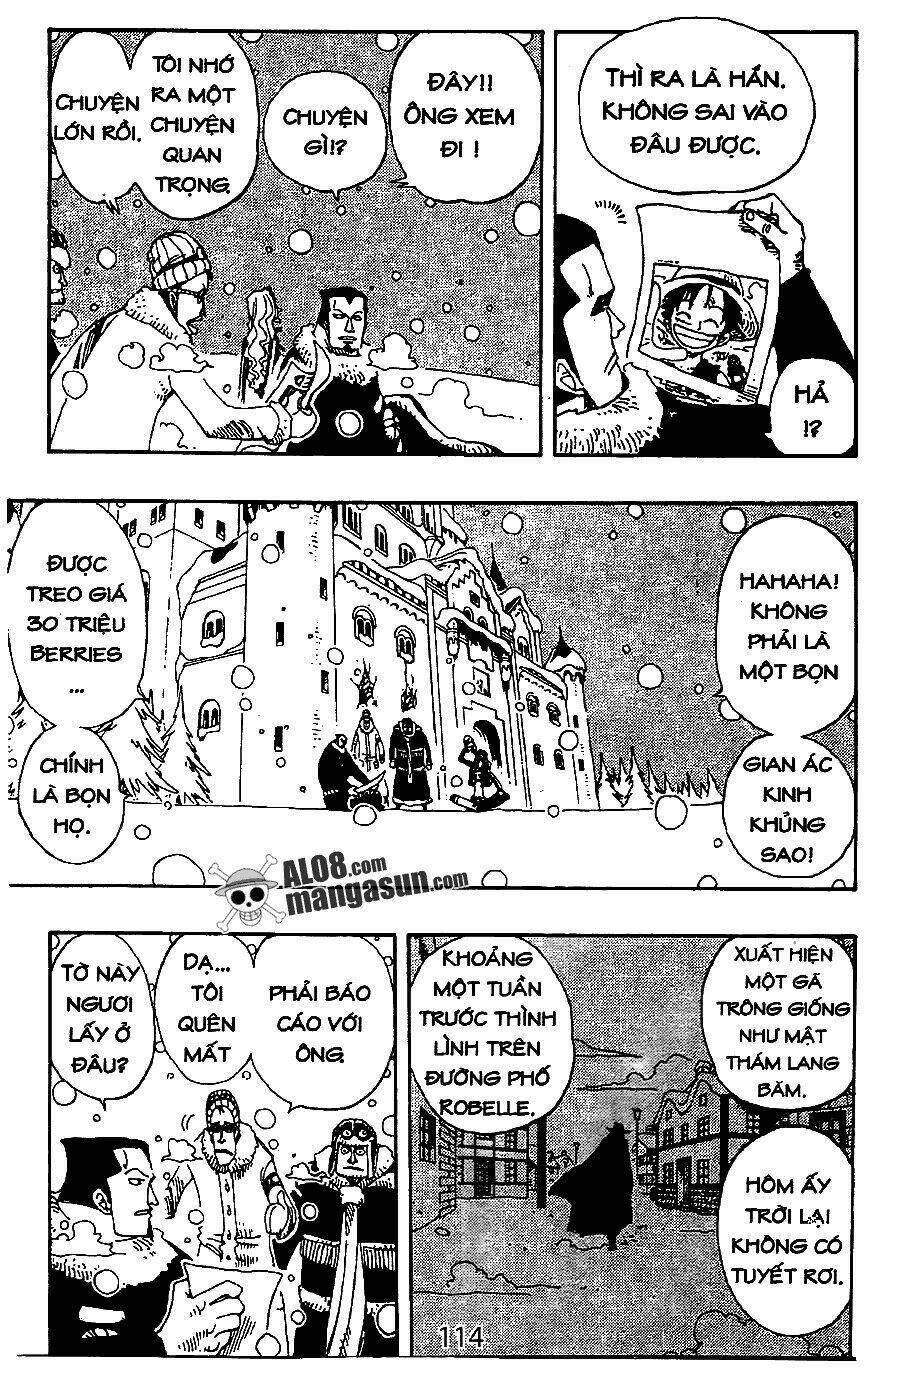 CHUYỆN
LỚN RỒI.
TÔI NHỚ
RA MỘT
CHUYỆN
QUAN
TRỌNG.
CHUYỆN
GÌ!?
ĐÂY!!
ÔNG XEM
ĐI !
THÌ RA LÀ HẮN.
KHÔNG SAI VÀO
ĐÂU ĐƯỢC.
HẢ
!?
ĐƯỢC
TREO GIÁ
30 TRIỆU
BERRIES
...
CHÍNH
LÀ BỌN
HỌ.
HAHAHA!
KHÔNG
PHẢI LÀ
MỘT BỌN
GIAN ÁC
KINH
KHỦNG
SAO!
AL08.com
mangasun.com
TỜ NÀY
NGƯƠI
LẤY Ở
ĐÂU?
DẠ...
TÔI
QUÊN
MẤT
PHẢI BÁO
CÁO VỚI
ÔNG.
KHOẢNG
MỘT TUẦN
TRƯỚC THÌNH
LÌNH TRÊN
ĐƯỜNG PHỐ
ROBELLE.
XUẤT HIỆN
MỘT GÃ
TRÔNG GIỐNG
NHƯ MẬT
THÁM LANG
BĂM.
HÔM ẤY
TRỜI LẠI
KHÔNG CÓ
TUYẾT RƠI.
114